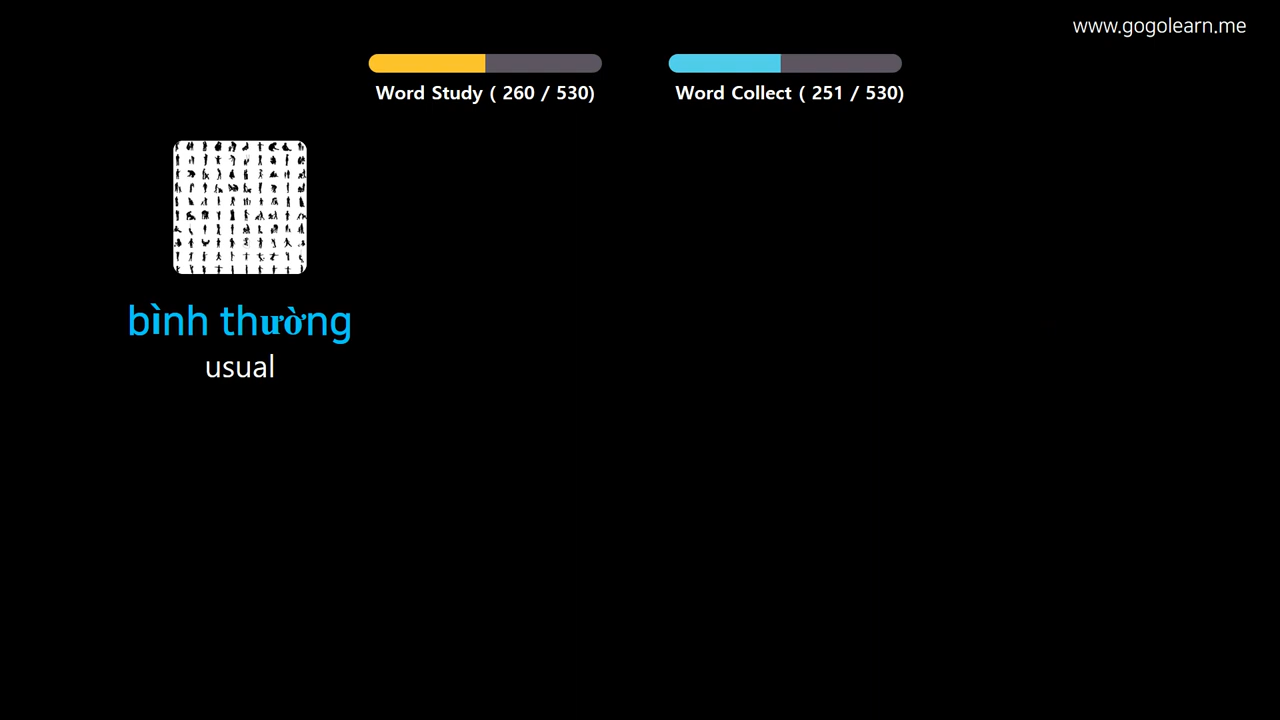 www.gogolearn.me
Word Study ( 260 / 530)
Word Collect ( 251 / 530)
bình thường
usual